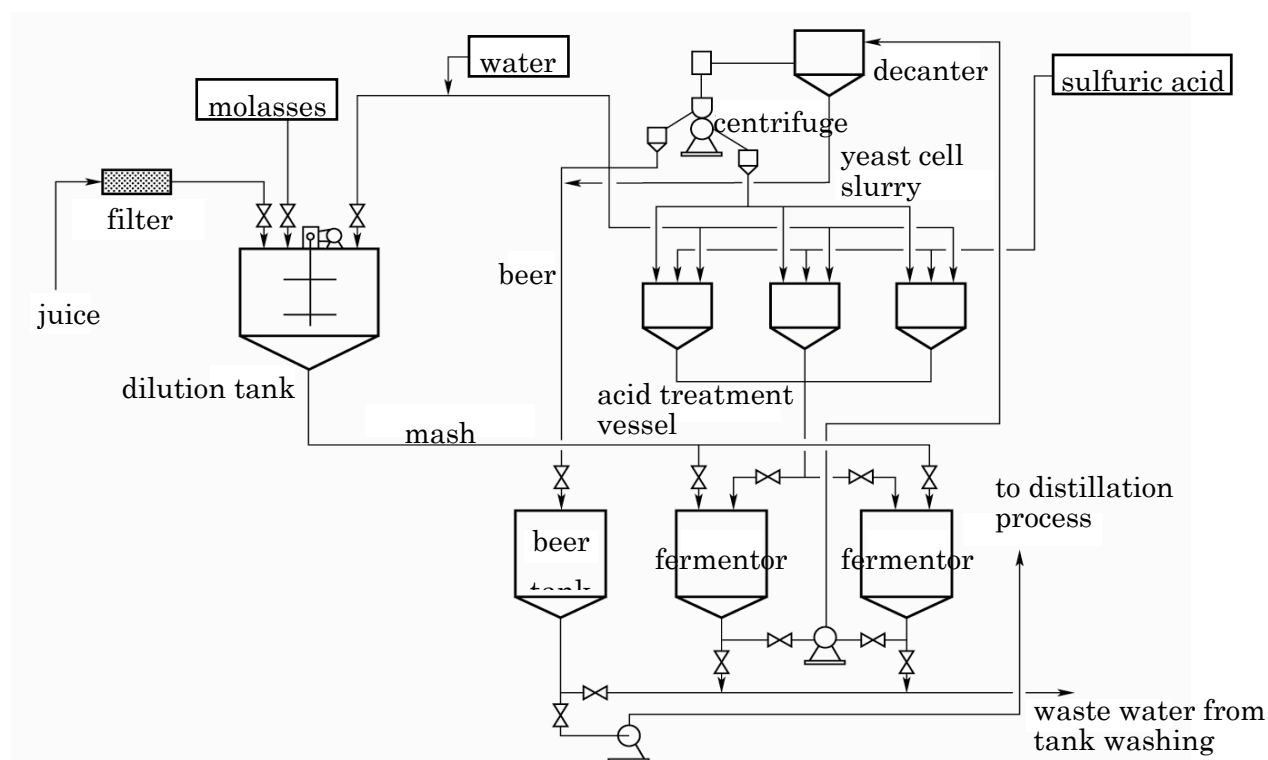 water
decanter
sulfuric acid
molasses
centrifuge
yeast cell
slurry
filter
beer
juice
dilution tank
acid treatment
vessel
mash
to distillation
process
beer
fermentor
fermentor
waste water from
tank washing